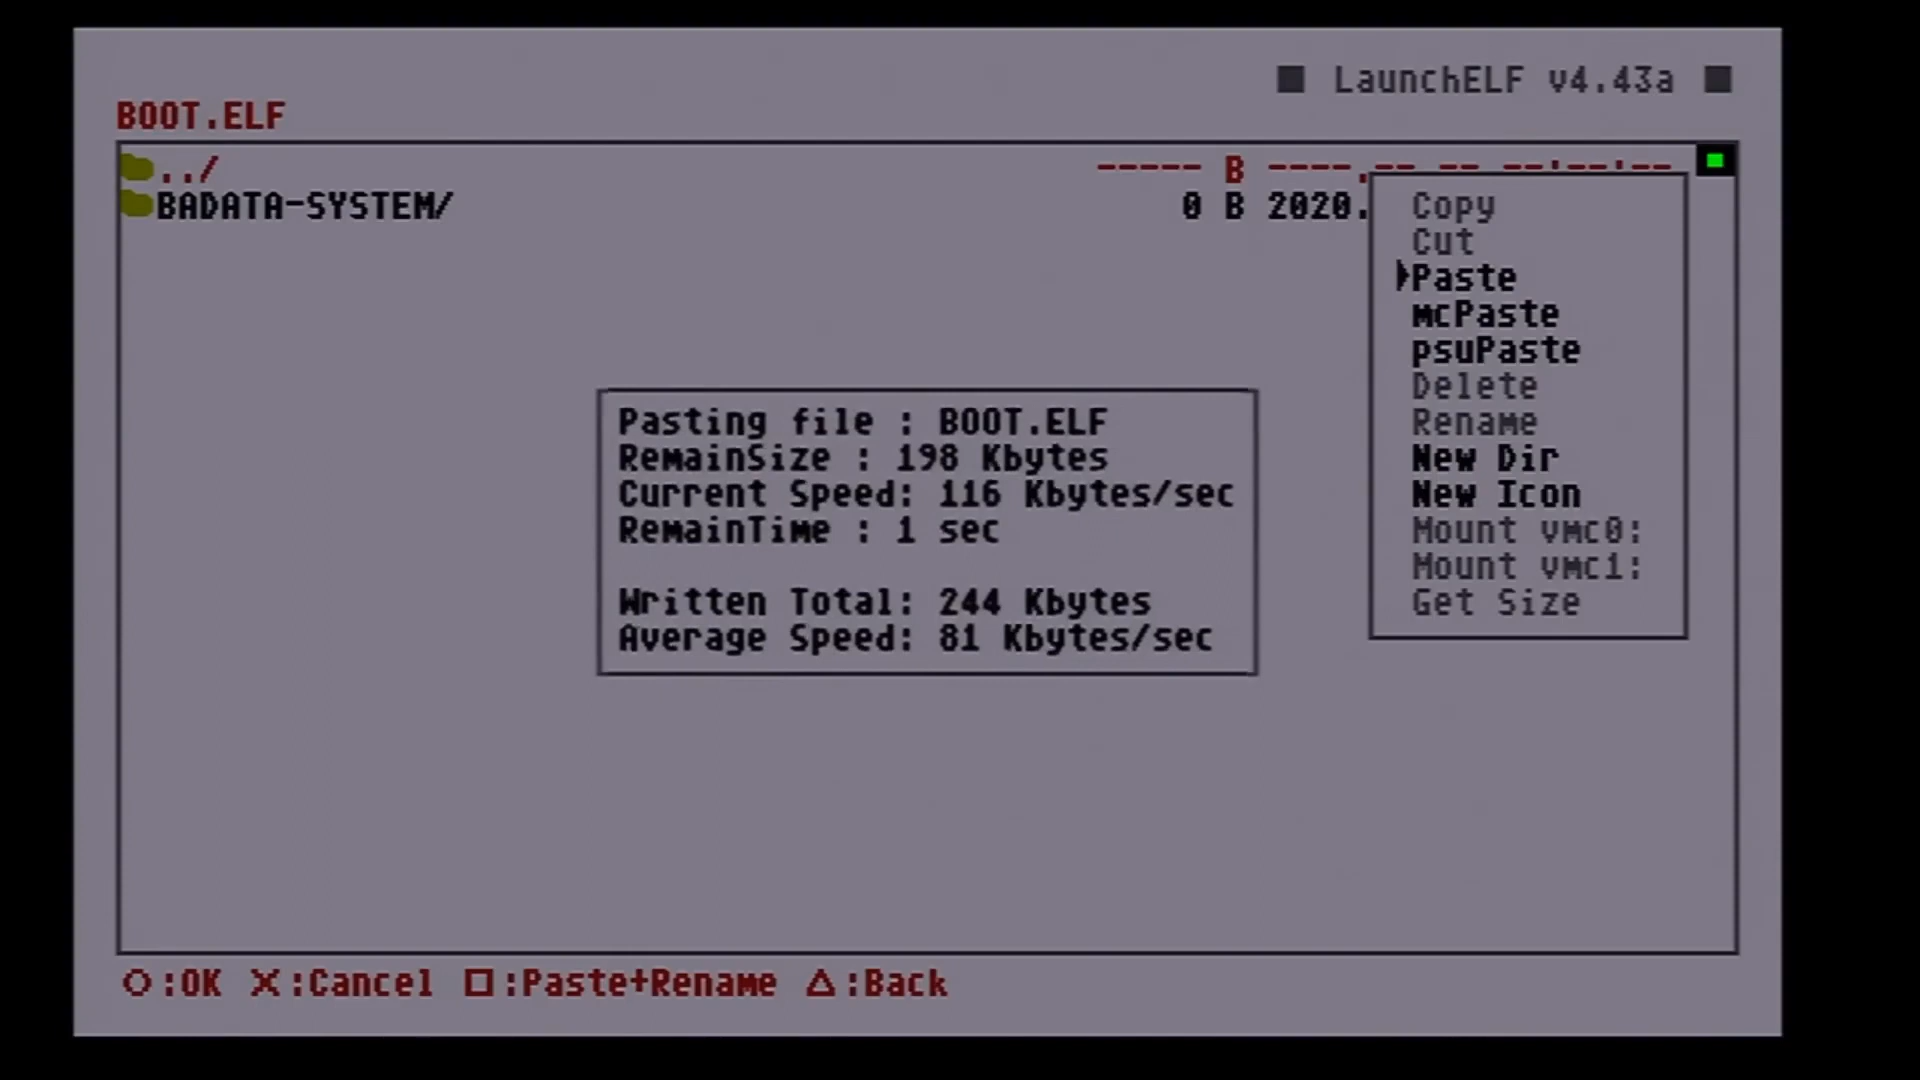 LaunchELF v4.43a
BOOT.ELF
../ ----- B ----.-- -- --:--:--
BADATA-SYSTEM/ 0 B 2020.
Copy
Cut
Paste
mcPaste
psuPaste
Delete
Rename
New Dir
New Icon
Mount vmc0:
Mount vmc1:
Get Size
Pasting file : BOOT.ELF
RemainSize : 198 Kbytes
Current Speed: 116 Kbytes/sec
RemainTime : 1 sec
Written Total: 244 Kbytes
Average Speed: 81 Kbytes/sec
○:OK ×:Cancel □:Paste+Rename △:Back